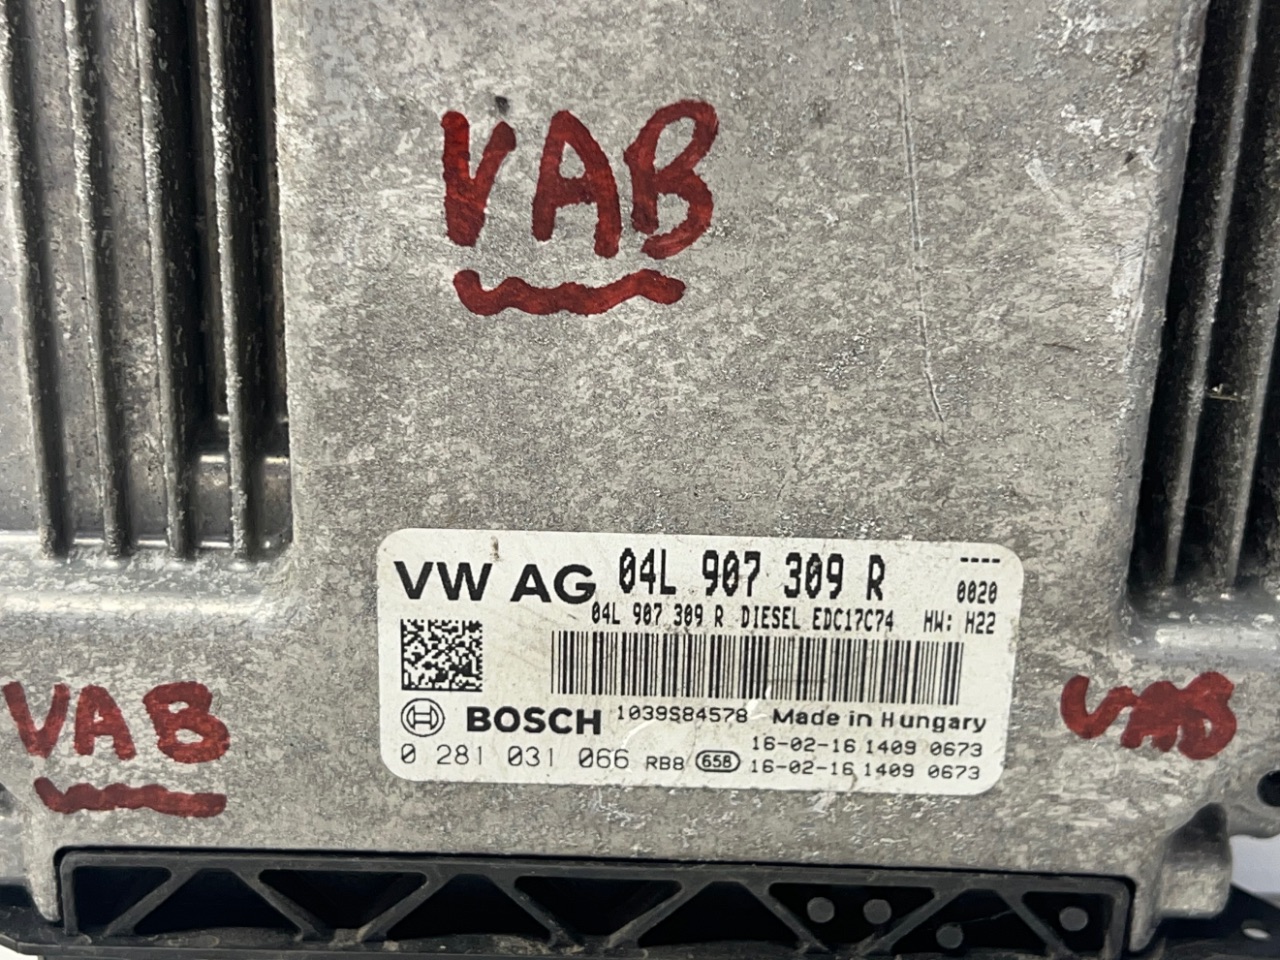 VAB
VW AG 04L 907 309 R ----
0020
04L 907 309 R DIESEL EDC17C74 HW: H22
BOSCH 1039S84578 Made in Hungary
0 281 031 066 RB8 658 16-02-16 1409 0673
16-02-16 1409 0673
VAB
VAB